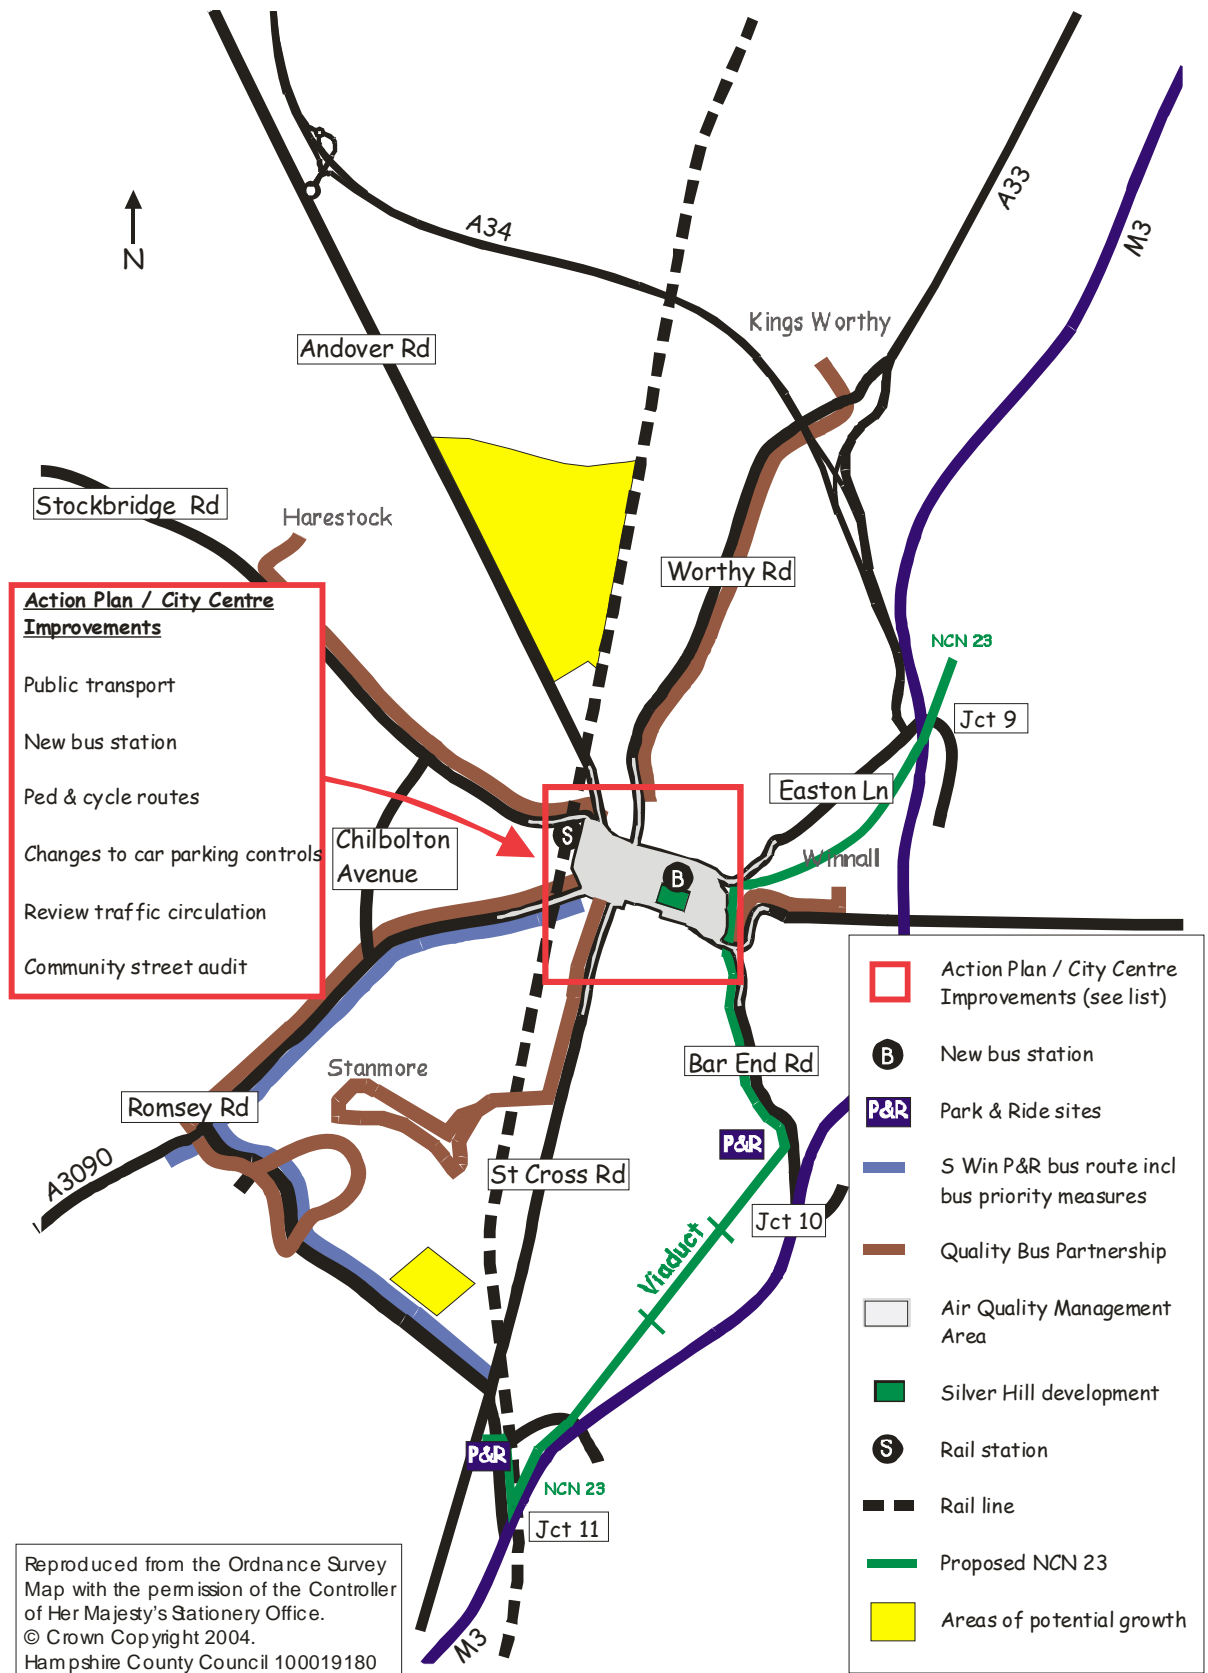 A34
A33
M3
N
Kings Worthy
Andover Rd
Stockbridge Rd
Harestock
Worthy Rd
Action Plan / City Centre
Improvements
Public transport
New bus station
Ped & cycle routes
Changes to car parking controls
Review traffic circulation
Community street audit
NCN 23
Jct 9
Easton Ln
Chilbolton
Avenue
S
B
Winnall
Stanmore
Bar End Rd
Romsey Rd
A3090
P&R
St Cross Rd
Jct 10
Viaduct
P&R
NCN 23
Jct 11
M3
Action Plan / City Centre
Improvements (see list)
B
New bus station
P&R
Park & Ride sites
S Win P&R bus route incl
bus priority measures
Quality Bus Partnership
Air Quality Management
Area
Silver Hill development
S
Rail station
Rail line
Proposed NCN 23
Areas of potential growth
Reproduced from the Ordnance Survey
Map with the permission of the Controller
of Her Majesty's Stationery Office.
© Crown Copyright 2004.
Hampshire County Council 100019180